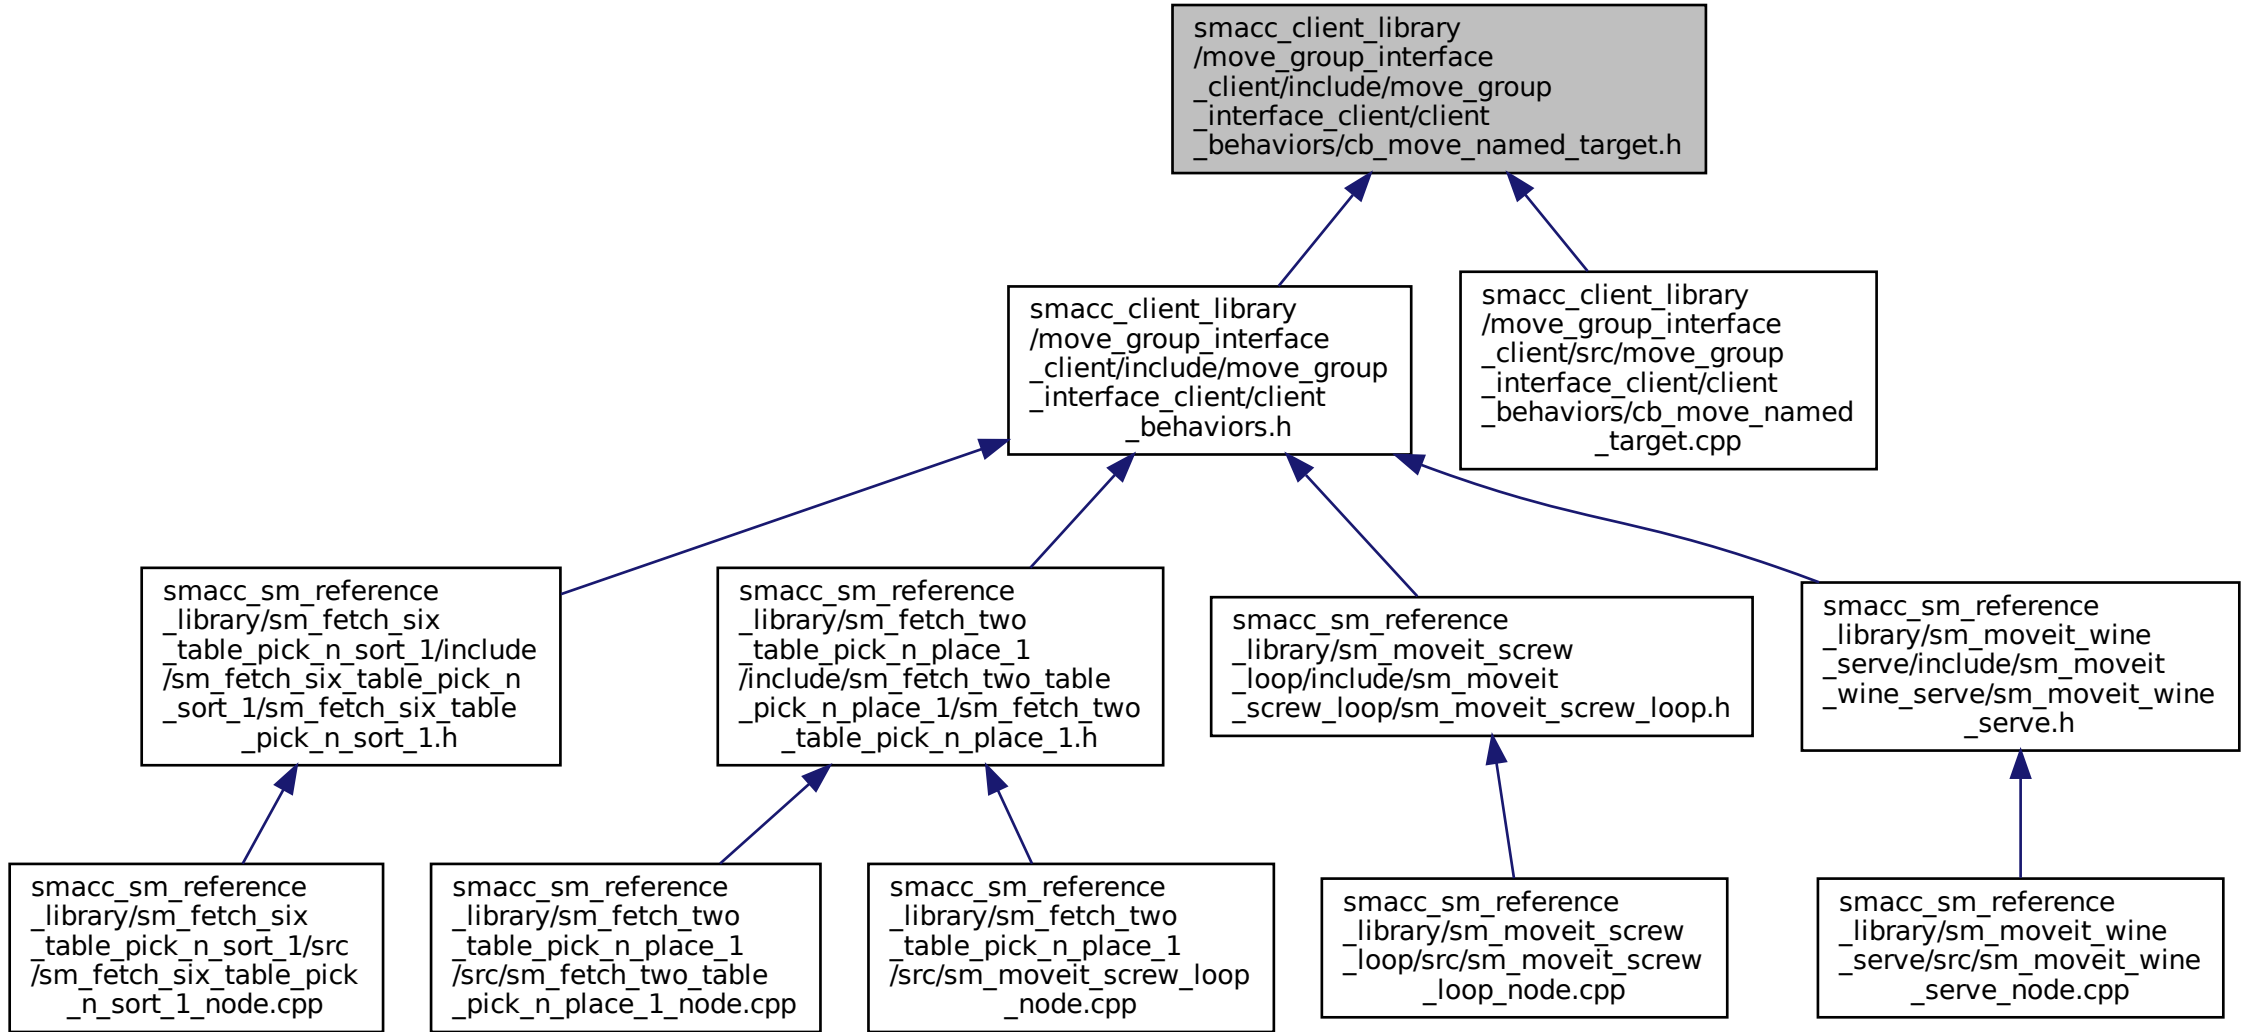 smacc_client_library
/move_group_interface
_client/include/move_group
_interface_client/client
_behaviors/cb_move_named_target.h
smacc_client_library
/move_group_interface
_client/include/move_group
_interface_client/client
_behaviors.h
smacc_client_library
/move_group_interface
_client/src/move_group
_interface_client/client
_behaviors/cb_move_named
_target.cpp
smacc_sm_reference
_library/sm_fetch_six
_table_pick_n_sort_1/include
/sm_fetch_six_table_pick_n
_sort_1/sm_fetch_six_table
_pick_n_sort_1.h
smacc_sm_reference
_library/sm_fetch_two
_table_pick_n_place_1
/include/sm_fetch_two_table
_pick_n_place_1/sm_fetch_two
_table_pick_n_place_1.h
smacc_sm_reference
_library/sm_moveit_screw
_loop/include/sm_moveit
_screw_loop/sm_moveit_screw_loop.h
smacc_sm_reference
_library/sm_moveit_wine
_serve/include/sm_moveit
_wine_serve/sm_moveit_wine
_serve.h
smacc_sm_reference
_library/sm_fetch_six
_table_pick_n_sort_1/src
/sm_fetch_six_table_pick
_n_sort_1_node.cpp
smacc_sm_reference
_library/sm_fetch_two
_table_pick_n_place_1
/src/sm_fetch_two_table
_pick_n_place_1_node.cpp
smacc_sm_reference
_library/sm_fetch_two
_table_pick_n_place_1
/src/sm_moveit_screw_loop
_node.cpp
smacc_sm_reference
_library/sm_moveit_screw
_loop/src/sm_moveit_screw
_loop_node.cpp
smacc_sm_reference
_library/sm_moveit_wine
_serve/src/sm_moveit_wine
_serve_node.cpp